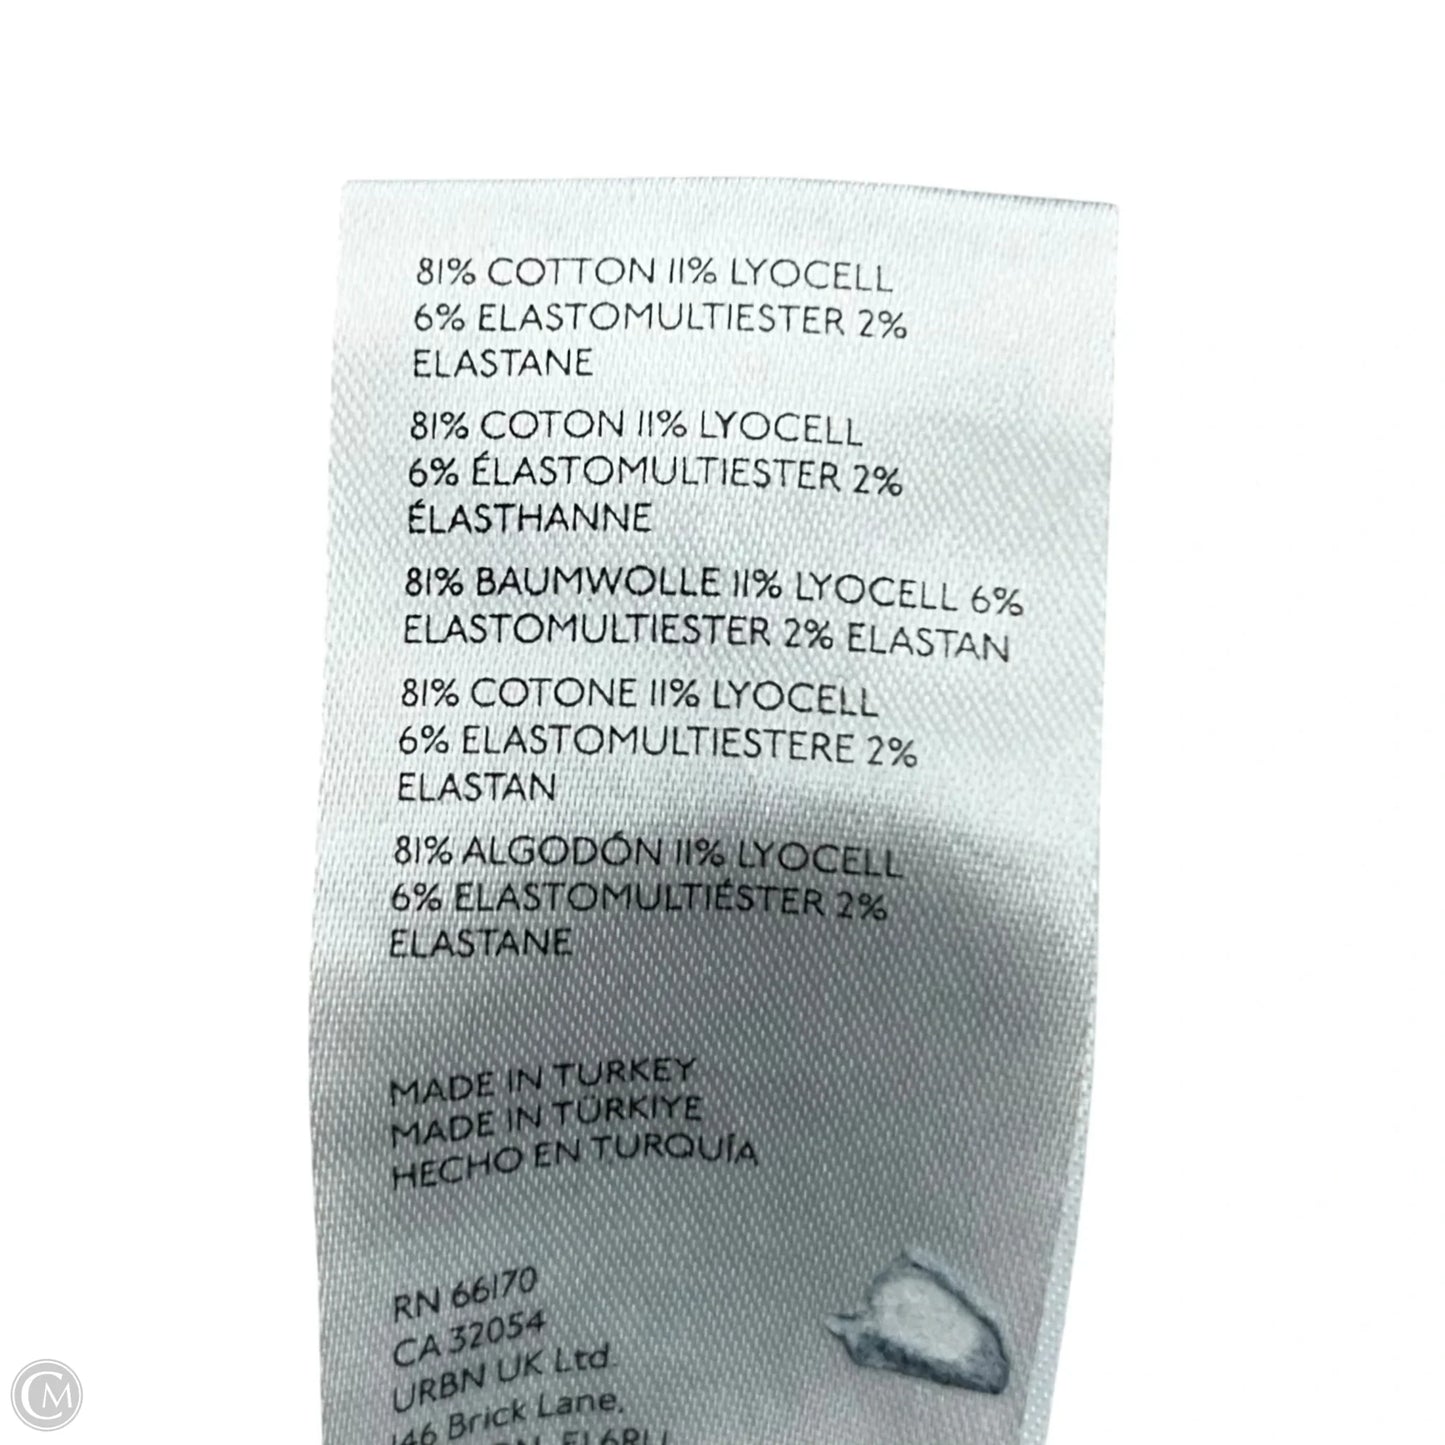 81% COTTON 11% LYOCELL
6% ELASTOMULTIESTER 2%
ELASTANE
81% COTON 11% LYOCELL
6% ÉLASTOMULTIESTER 2%
ÉLASTHANNE
81% BAUMWOLLE 11% LYOCELL 6%
ELASTOMULTIESTER 2% ELASTAN
81% COTONE 11% LYOCELL
6% ELASTOMULTIESTERE 2%
ELASTAN
81% ALGODÓN 11% LYOCELL
6% ELASTOMULTIÉSTER 2%
ELASTANE
MADE IN TURKEY
MADE IN TÜRKIYE
HECHO EN TURQUÍA
RN 66170
CA 32054
URBN UK Ltd.
146 Brick Lane,
CM